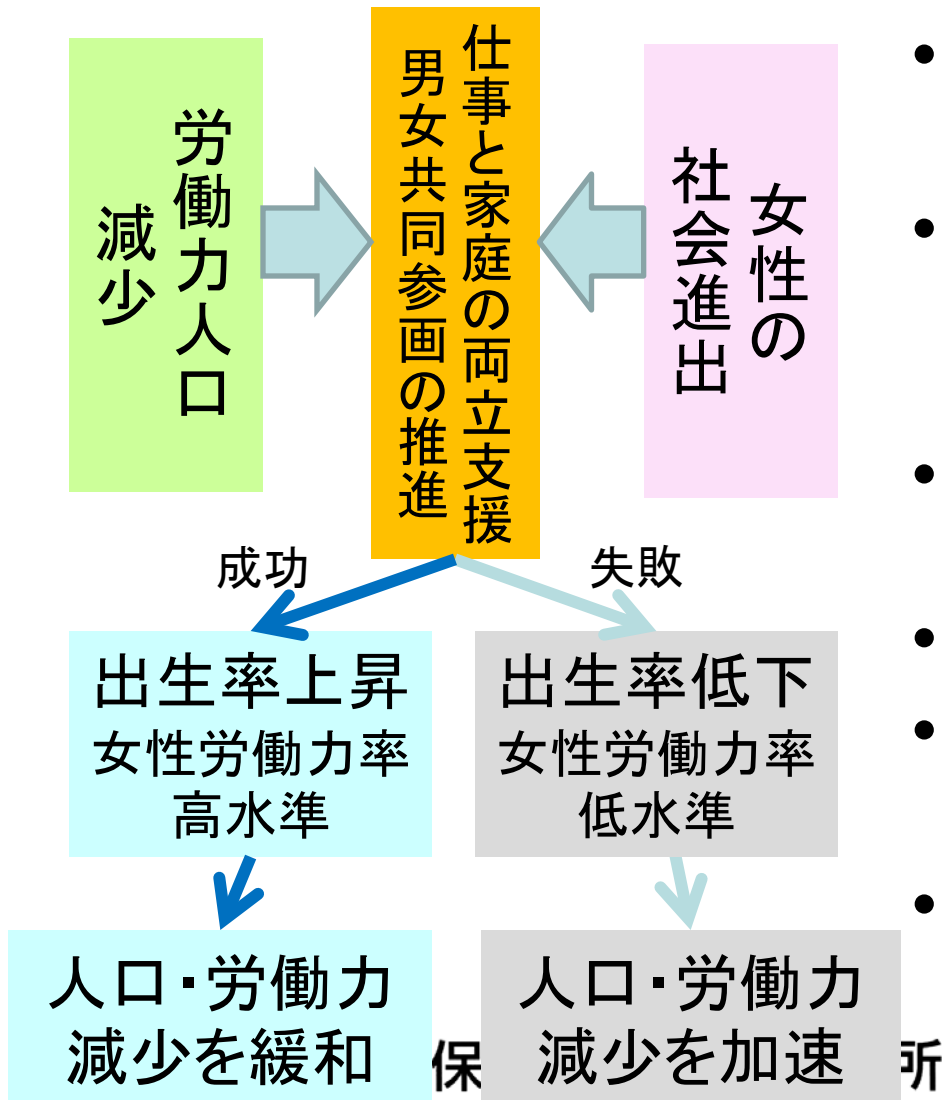 労働力人口
減少
仕事と家庭の両立支援
男女共同参画の推進
女性の
社会進出
成功
失敗
出生率上昇
女性労働力率
高水準
出生率低下
女性労働力率
低水準
人口・労働力
減少を緩和
人口・労働力
減少を加速
保
所